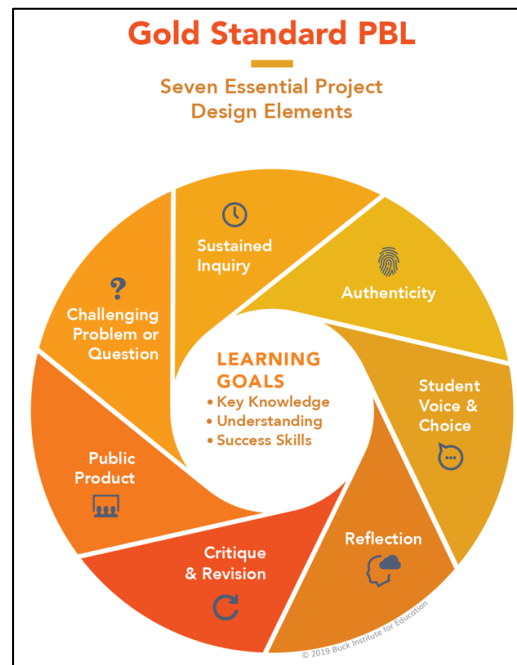 Gold Standard PBL
Seven Essential Project
Design Elements
Sustained
Inquiry
Authenticity
Student
Voice &
Choice
Reflection
Critique
& Revision
Public
Product
?
Challenging
Problem or
Question
LEARNING
GOALS
• Key Knowledge
• Understanding
• Success Skills
© 2019 Buck Institute for Education